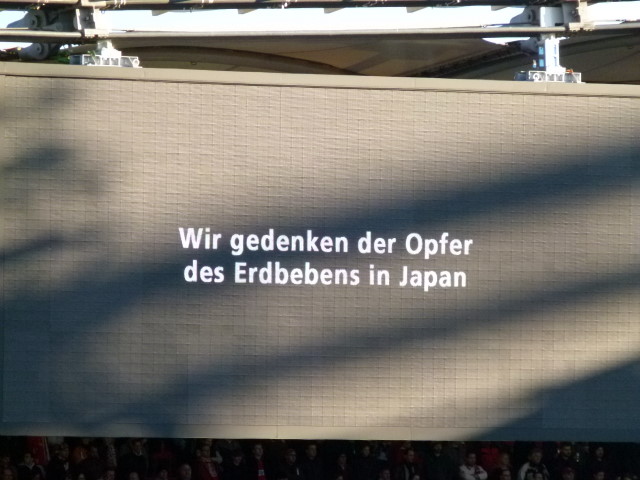 Wir gedenken der Opfer
des Erdbebens in Japan